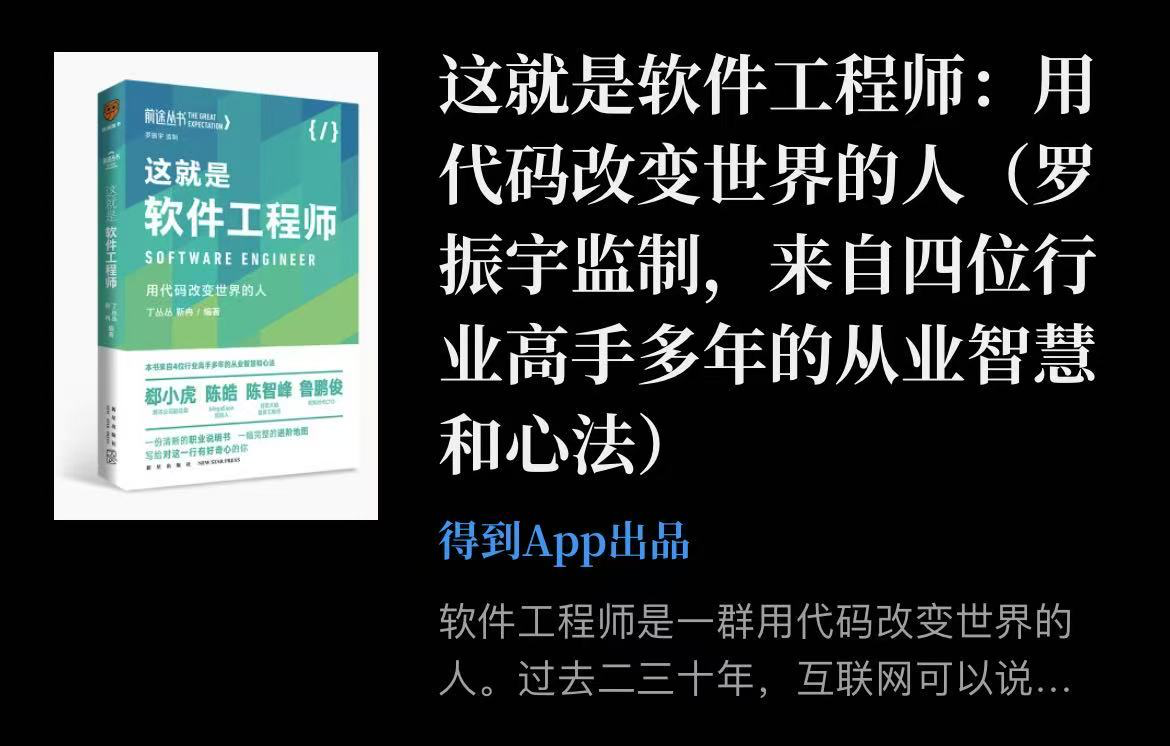 前途丛书 THE GREAT
EXPECTATION
罗振宇 监制
{/}
这就是
软件工程师
SOFTWARE ENGINEER
用代码改变世界的人
丁丛丛 靳冉 / 编著
这就是 软件工程师
本书来自4位行业高手多年的从业智慧和心法
郄小虎 陈皓 陈智峰 鲁鹏俊
一份清晰的职业说明书 一幅完整的进阶地图
写给对这一行有好奇心的你
新星出版社 NEW STAR PRESS
这就是软件工程师：用
代码改变世界的人（罗
振宇监制，来自四位行
业高手多年的从业智慧
和心法）
得到App出品
软件工程师是一群用代码改变世界的
人。过去二三十年，互联网可以说...